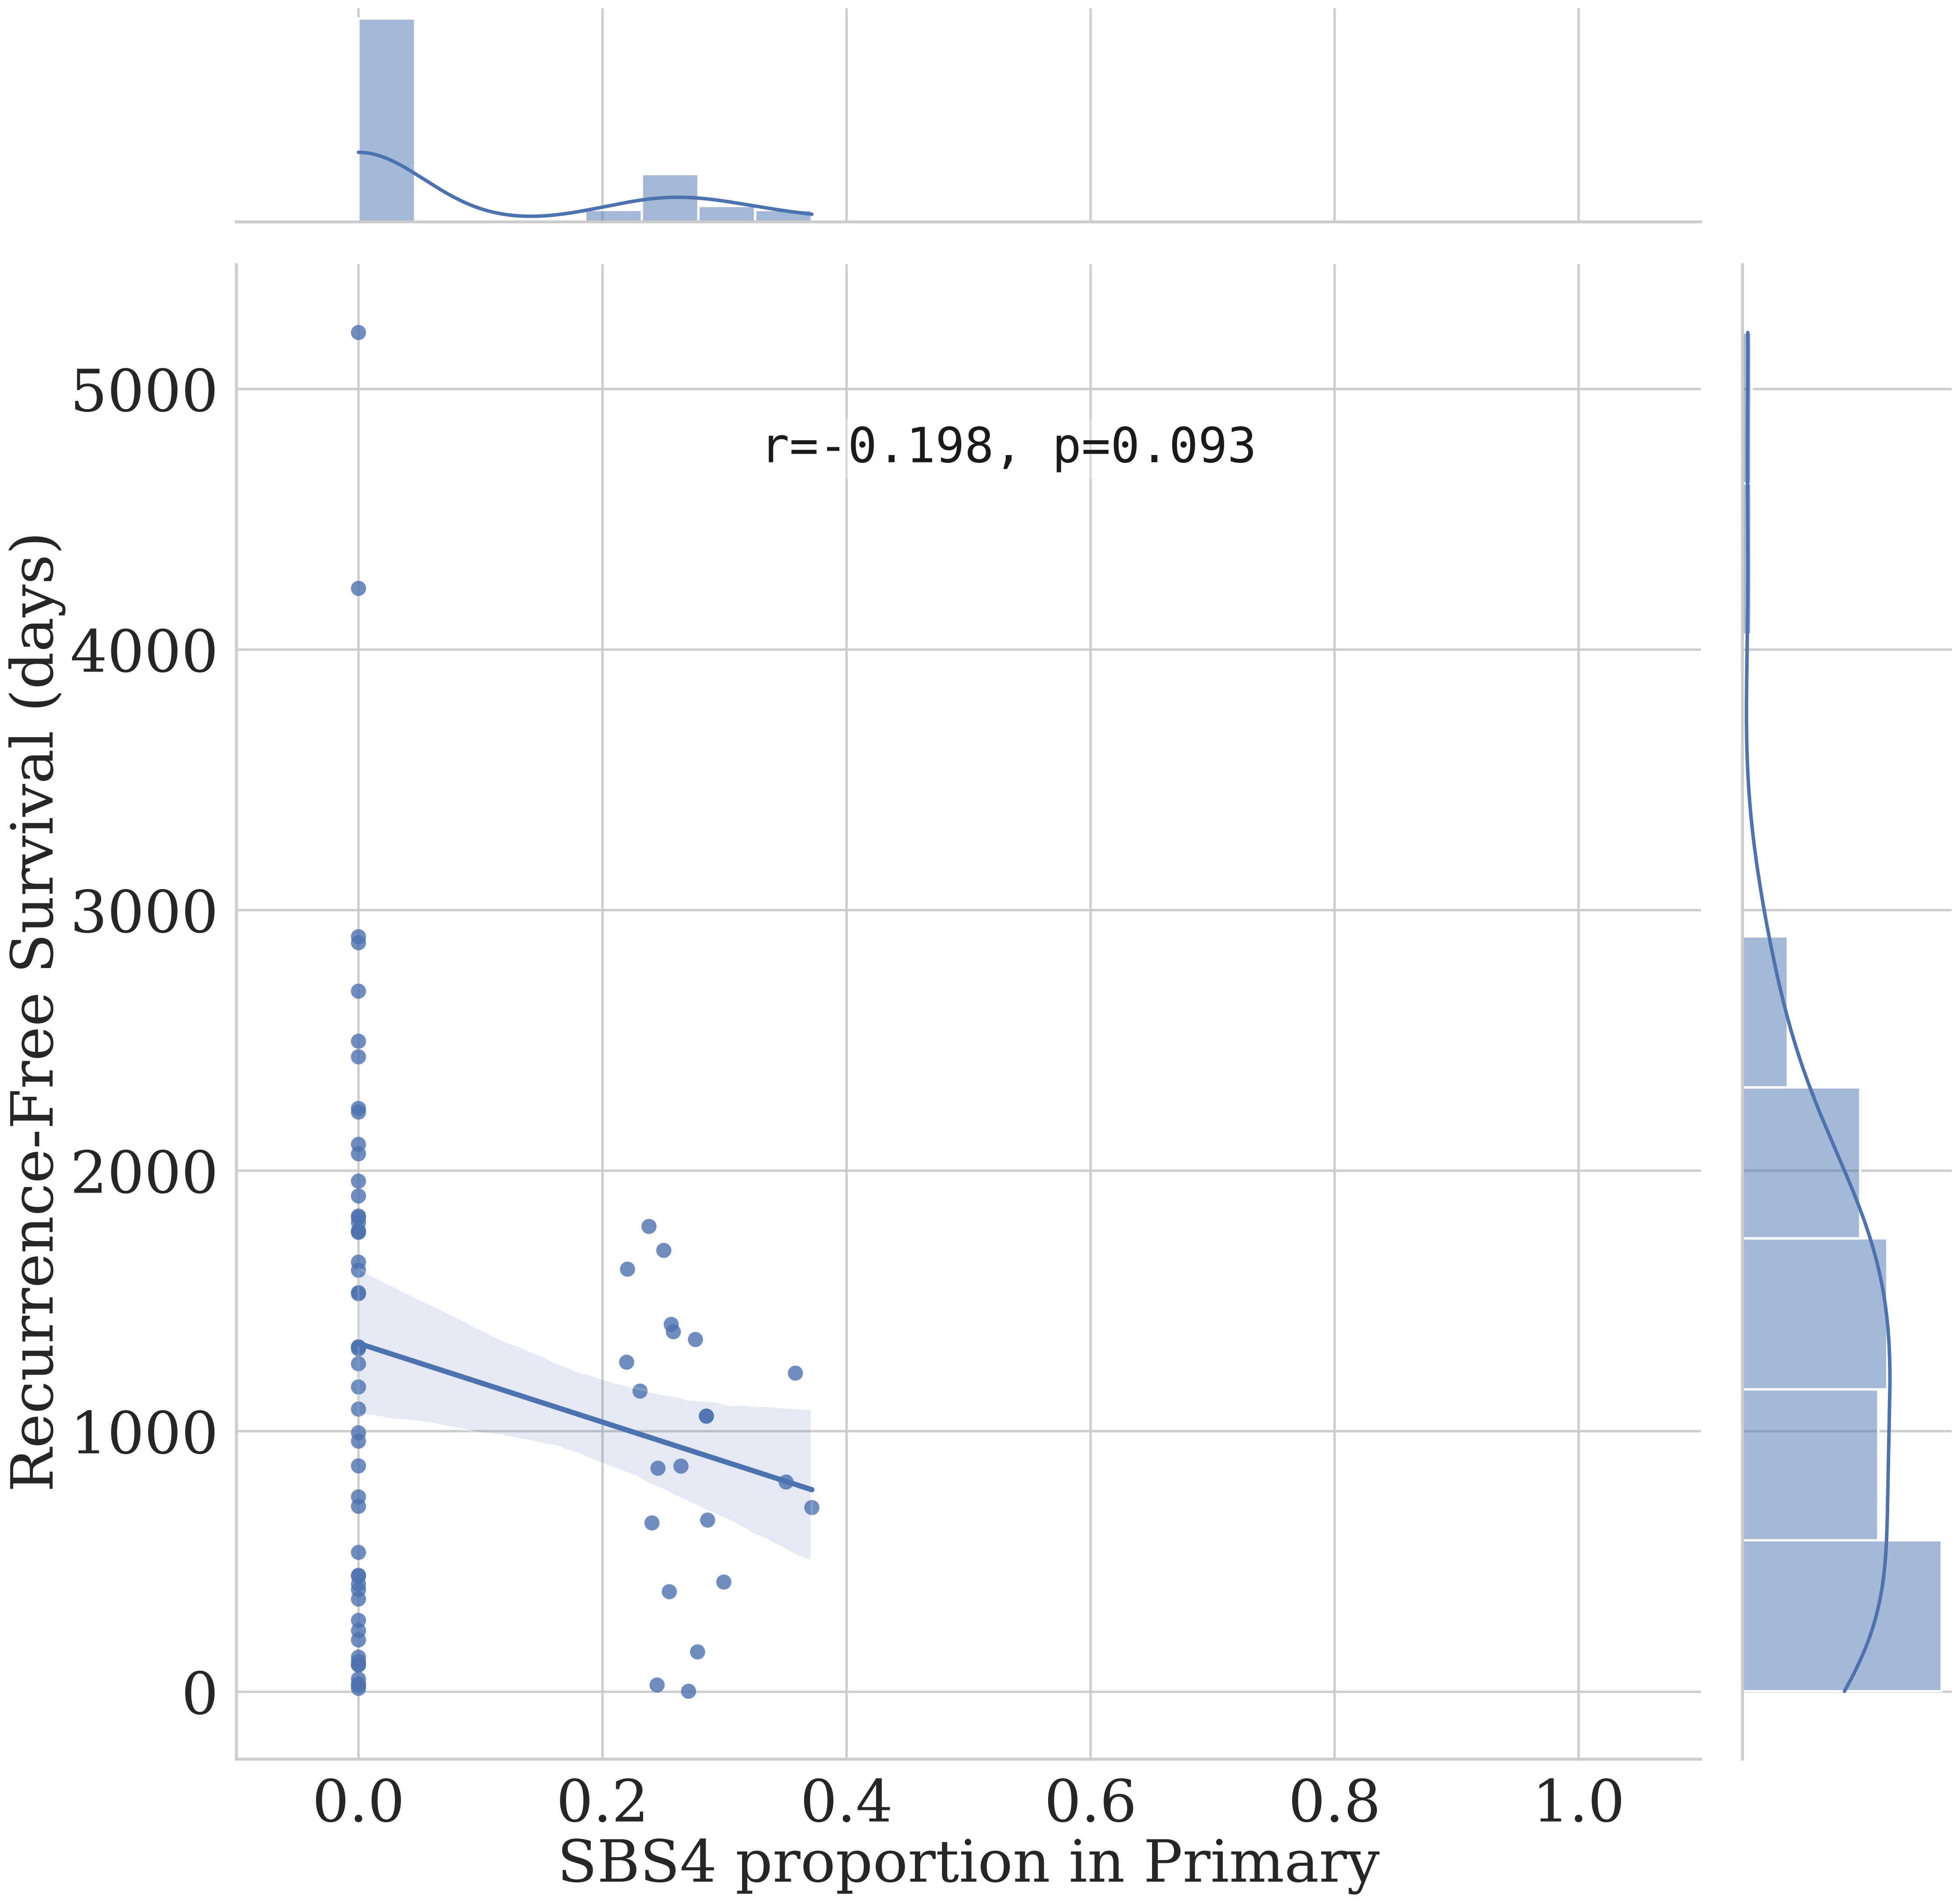 r=-0.198, p=0.093
Recurrence-Free Survival (days)
5000
4000
3000
2000
1000
0
0.0 0.2 0.4 0.6 0.8 1.0
SBS4 proportion in Primary